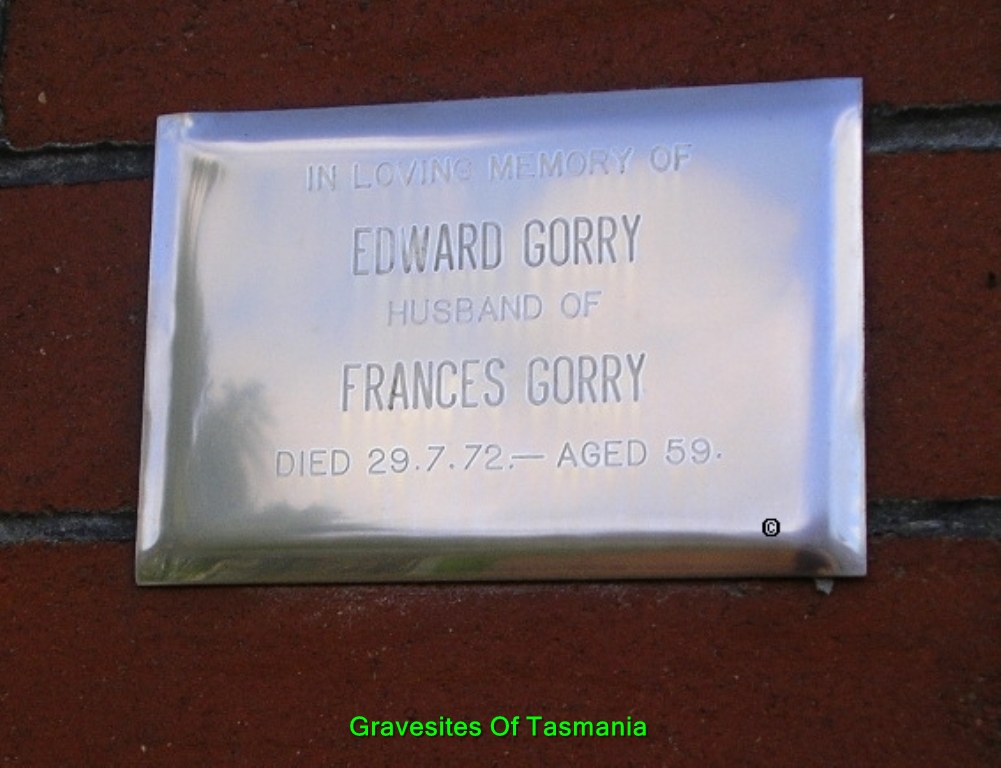 IN LOVING MEMORY OF
EDWARD GORRY
HUSBAND OF
FRANCES GORRY
DIED 29.7.72.— AGED 59.
©
Gravesites Of Tasmania